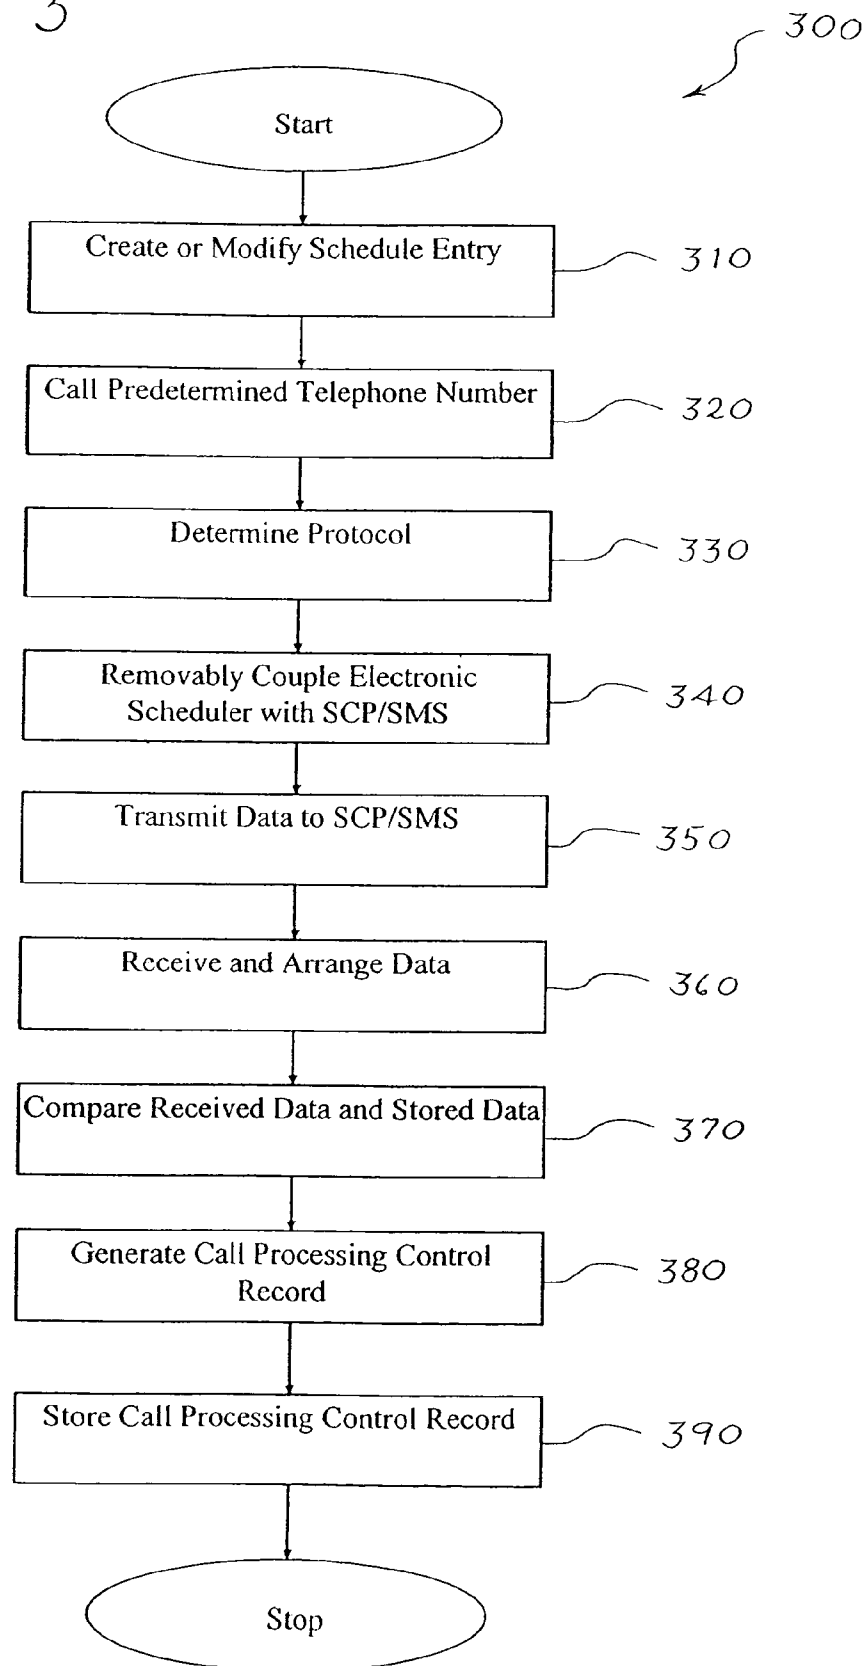 3
300
Start
Create or Modify Schedule Entry
310
Call Predetermined Telephone Number
320
Determine Protocol
330
Removably Couple Electronic
Scheduler with SCP/SMS
340
Transmit Data to SCP/SMS
350
Receive and Arrange Data
360
Compare Received Data and Stored Data
370
Generate Call Processing Control
Record
380
Store Call Processing Control Record
390
Stop